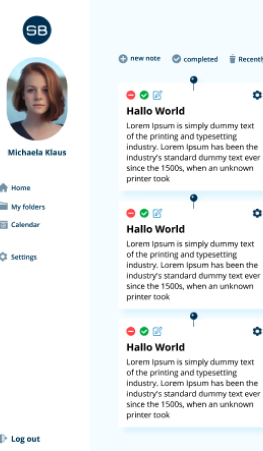 SB
Michaela Klaus
Home
My folders
Calendar
Settings
Log out
new note
completed
Recently
Hallo World
Lorem Ipsum is simply dummy text
of the printing and typesetting
industry. Lorem Ipsum has been the
industry's standard dummy text ever
since the 1500s, when an unknown
printer took
Hallo World
Lorem Ipsum is simply dummy text
of the printing and typesetting
industry. Lorem Ipsum has been the
industry's standard dummy text ever
since the 1500s, when an unknown
printer took
Hallo World
Lorem Ipsum is simply dummy text
of the printing and typesetting
industry. Lorem Ipsum has been the
industry's standard dummy text ever
since the 1500s, when an unknown
printer took